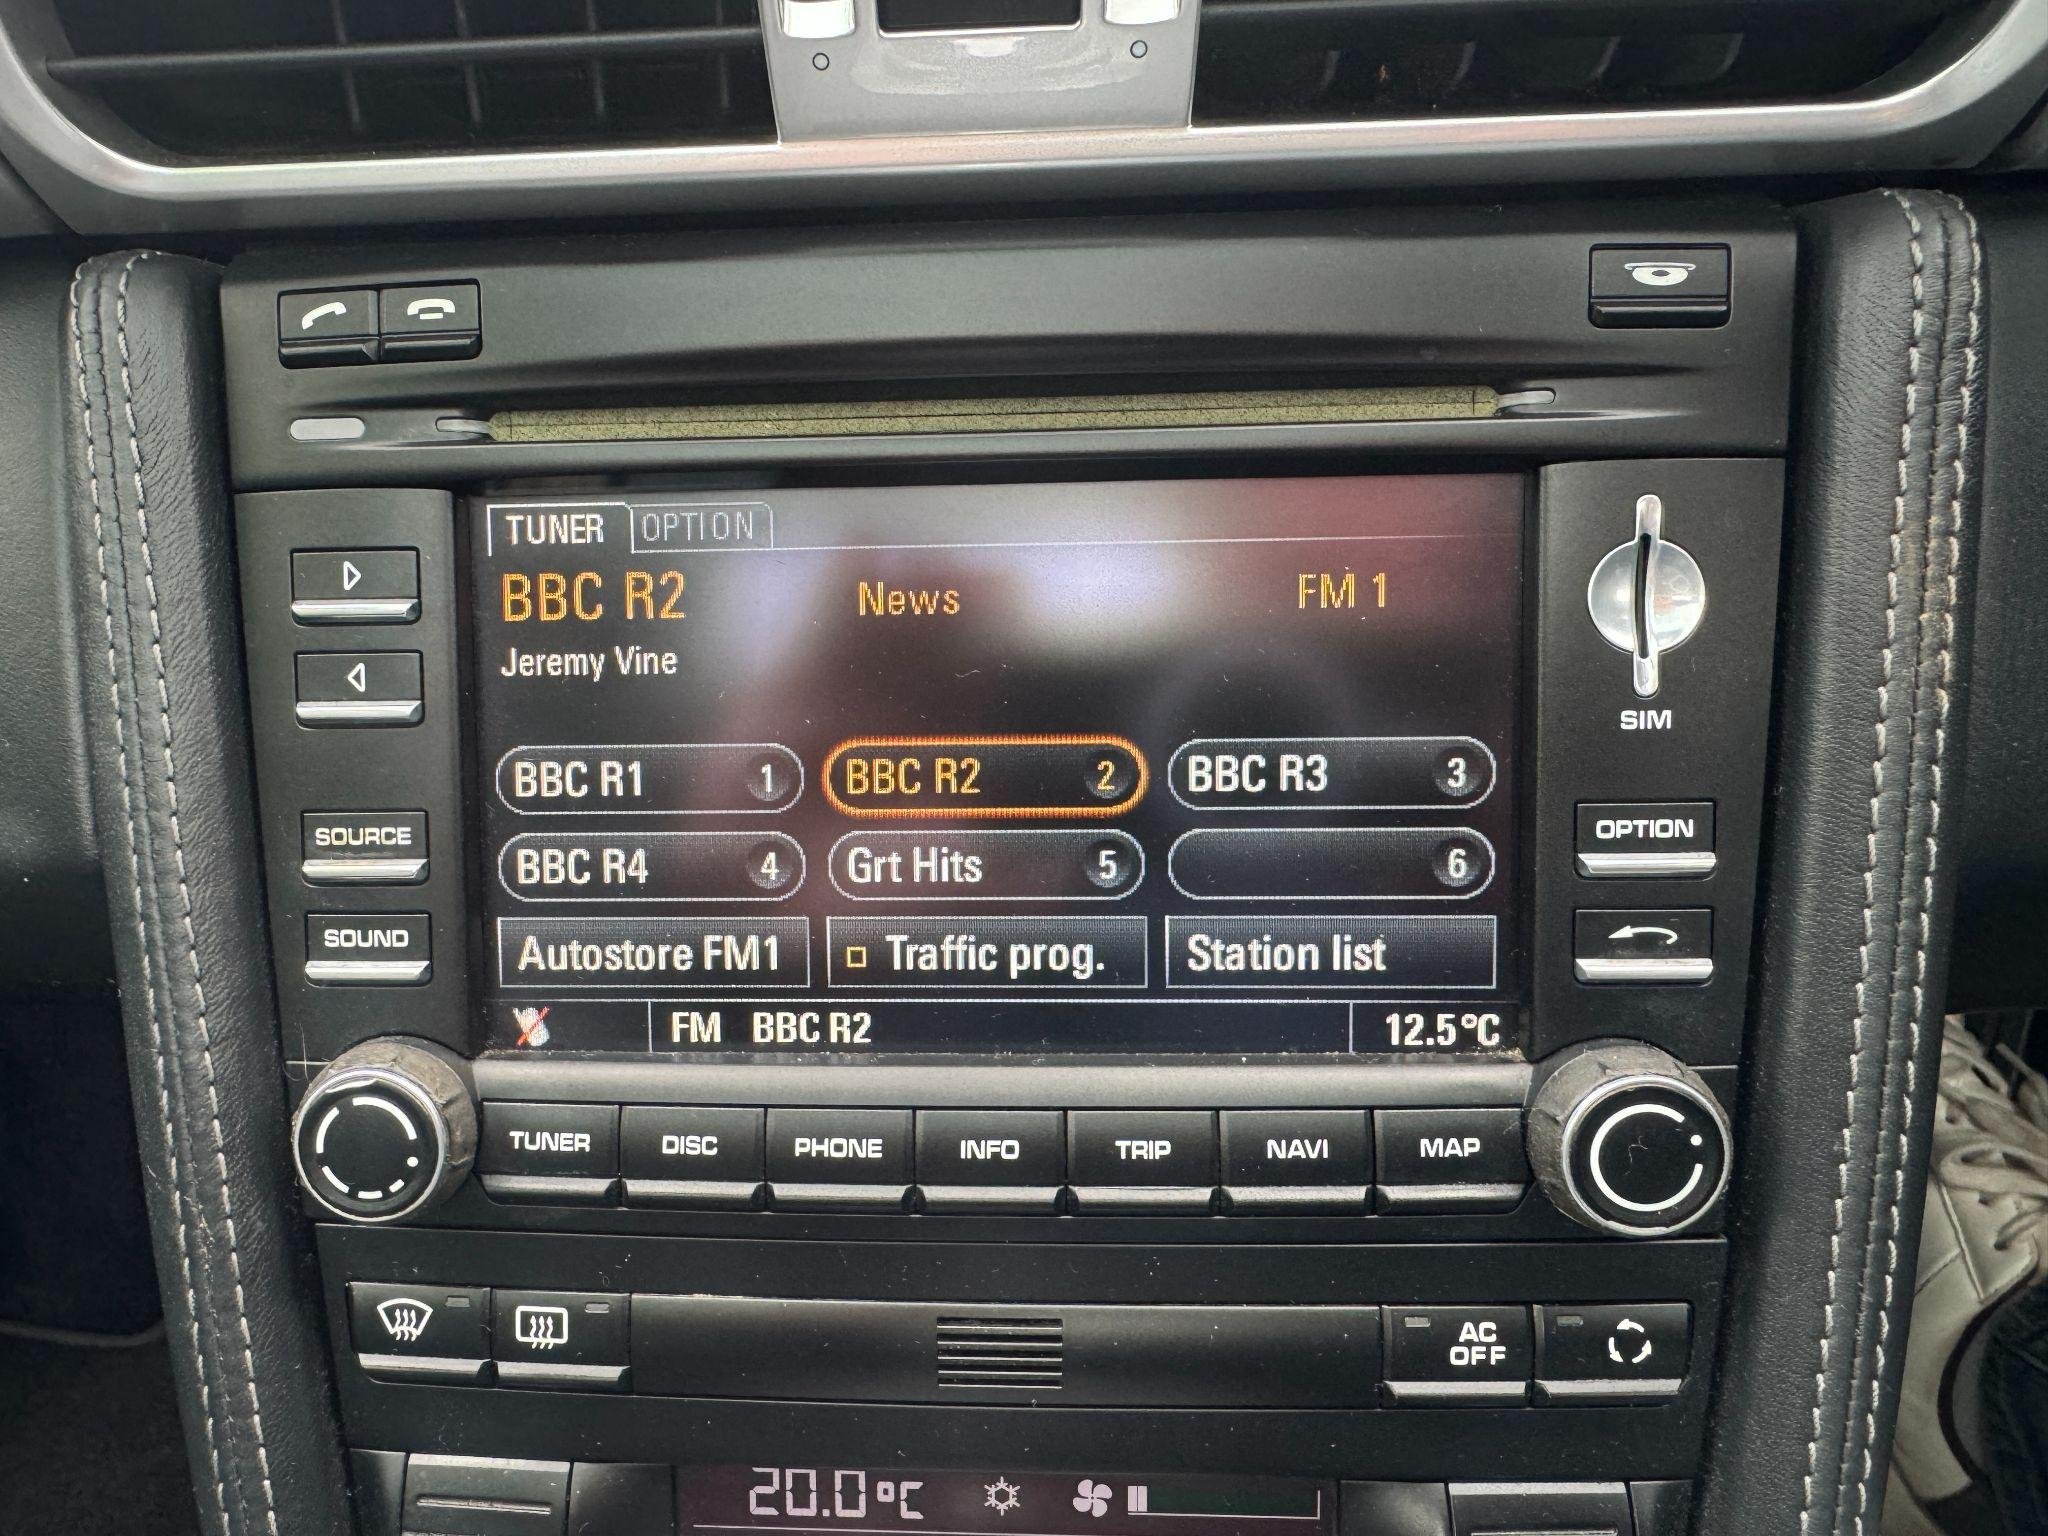 TUNER OPTION
BBC R2 News FM 1
Jeremy Vine
SIM
BBC R1 1 BBC R2 2 BBC R3 3
SOURCE
OPTION
BBC R4 4 Grt Hits 5 6
SOUND
Autostore FM1 Traffic prog. Station list
FM BBC R2 12.5°C
TUNER DISC PHONE INFO TRIP NAVI MAP
AC
OFF
20.0°C